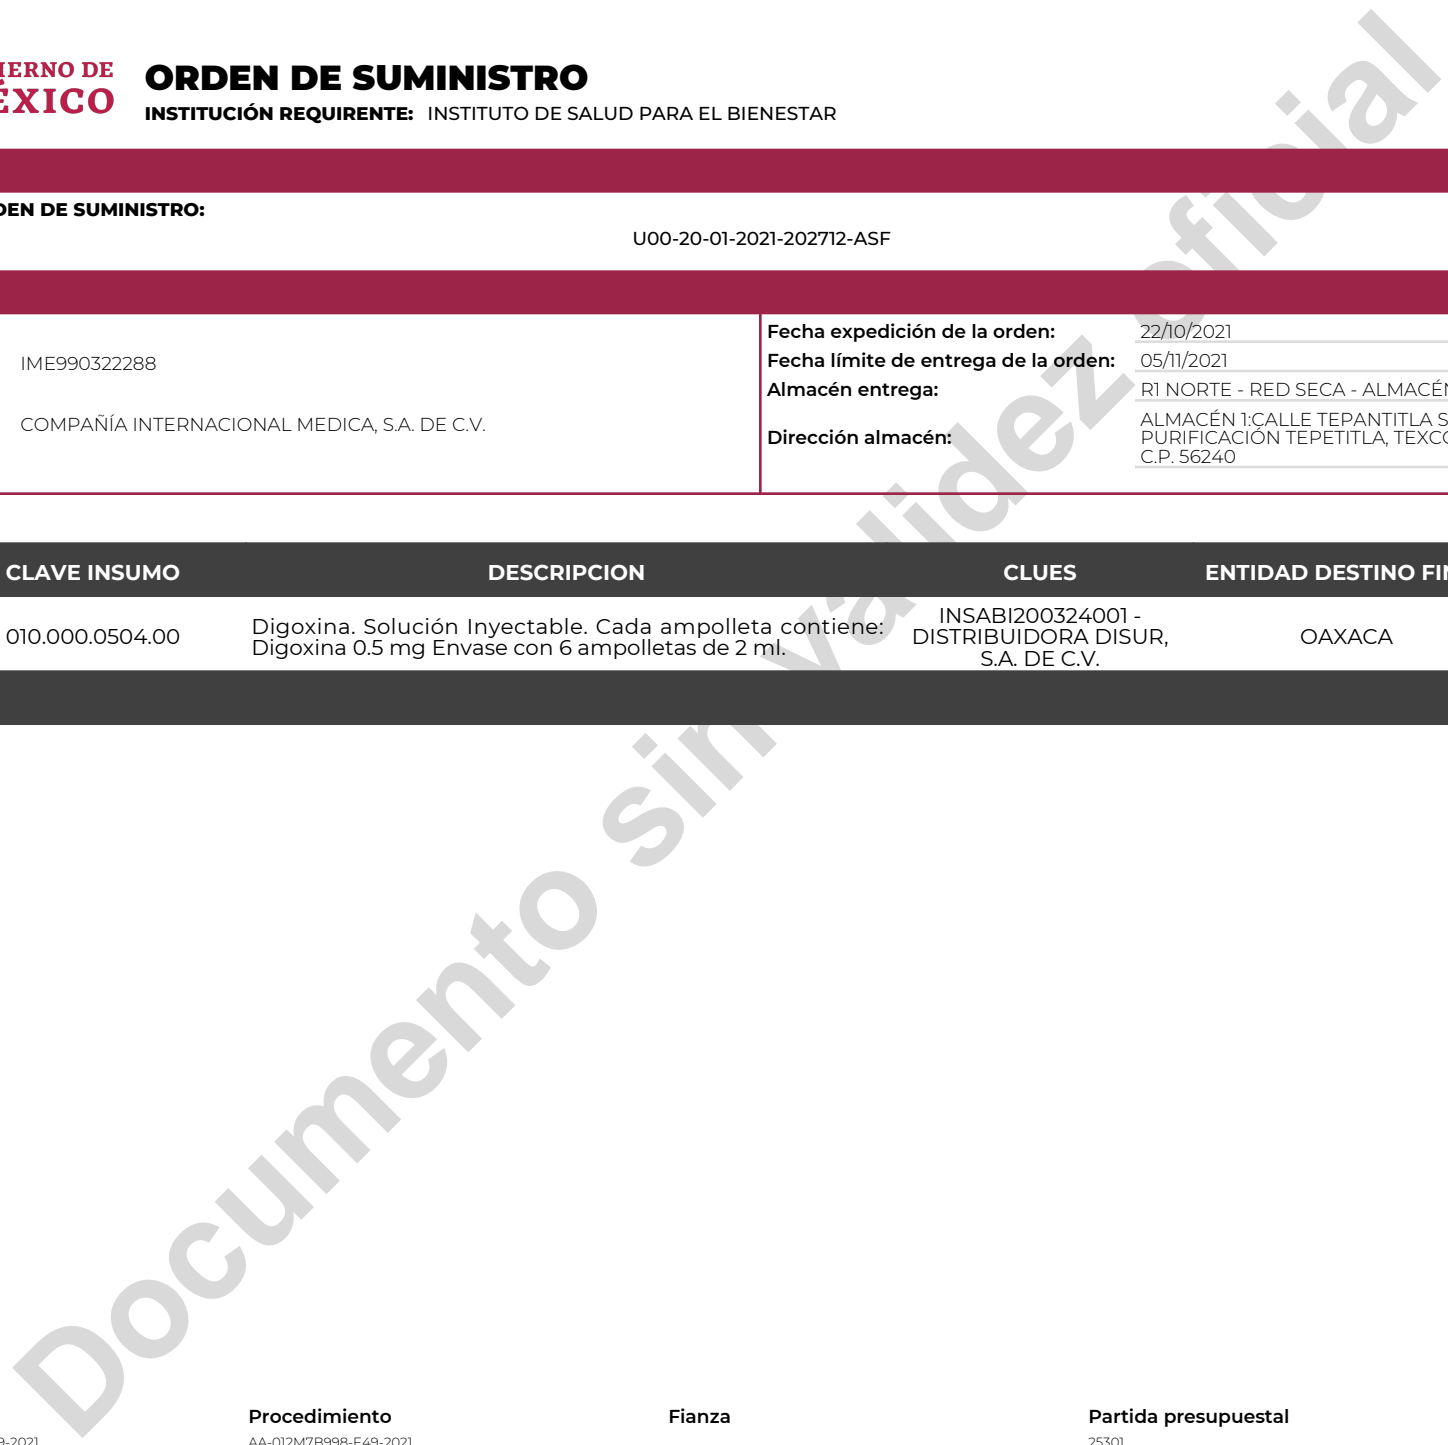 IERNO DE
ÉXICO
ORDEN DE SUMINISTRO
INSTITUCIÓN REQUIRENTE: INSTITUTO DE SALUD PARA EL BIENESTAR
DEN DE SUMINISTRO:
U00-20-01-2021-202712-ASF
IME990322288
COMPAÑÍA INTERNACIONAL MEDICA, S.A. DE C.V.
Fecha expedición de la orden: 22/10/2021
Fecha límite de entrega de la orden: 05/11/2021
Almacén entrega: R1 NORTE - RED SECA - ALMACÉN
Dirección almacén:
ALMACÉN 1:CALLE TEPANTITLA S
PURIFICACIÓN TEPETITLA, TEXCO
C.P. 56240
CLAVE INSUMO DESCRIPCION CLUES ENTIDAD DESTINO FIN
010.000.0504.00
Digoxina. Solución Inyectable. Cada ampolleta contiene:
Digoxina 0.5 mg Envase con 6 ampolletas de 2 ml.
INSABI200324001 -
DISTRIBUIDORA DISUR,
S.A. DE C.V.
OAXACA
Documento sin validez oficial
Procedimiento Fianza Partida presupuestal
9-2021 AA-012M7B998-E49-2021 25301